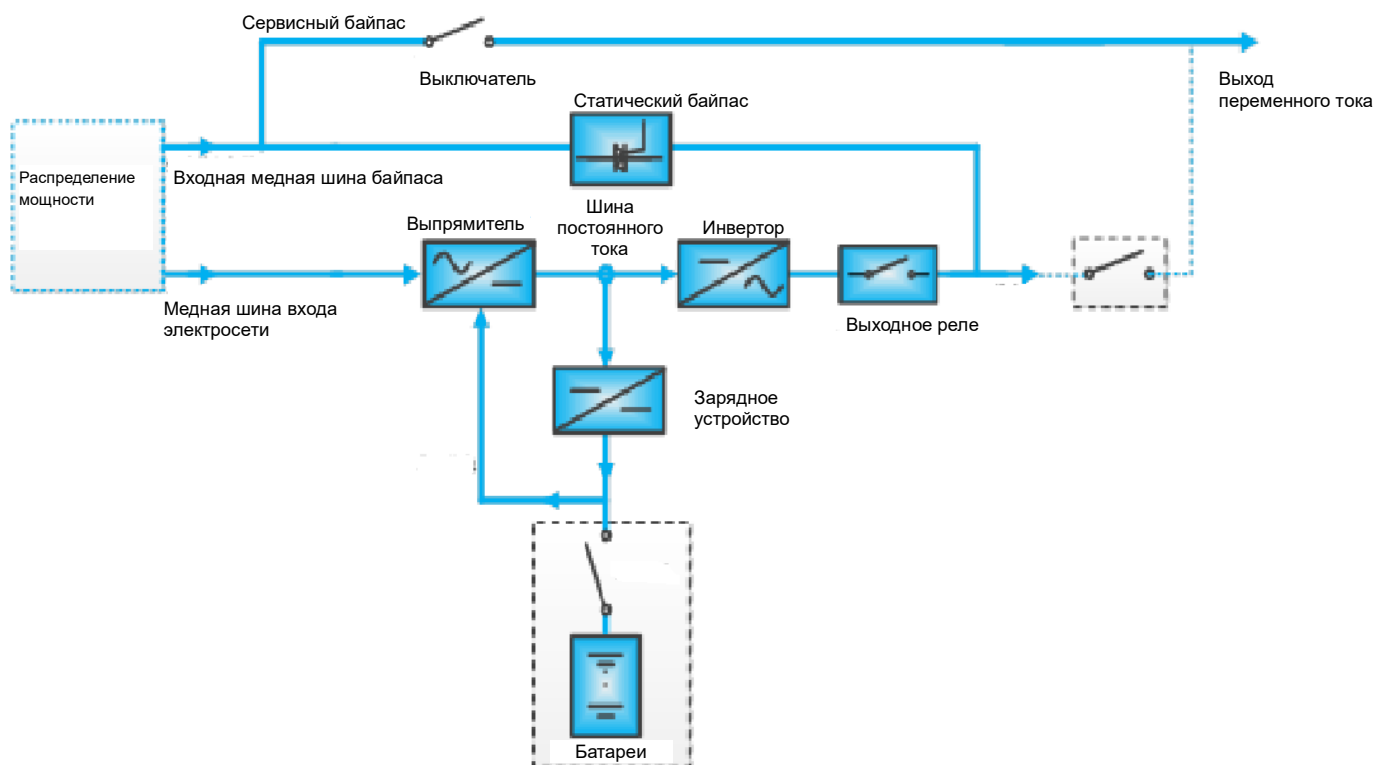 Сервисный байпас
Выключатель
Выход
переменного тока
Статический байпас
Распределение
мощности
Входная медная шина байпаса
Шина
постоянного
тока
Выпрямитель
Инвертор
Медная шина входа
электросети
Выходное реле
Зарядное
устройство
Батареи